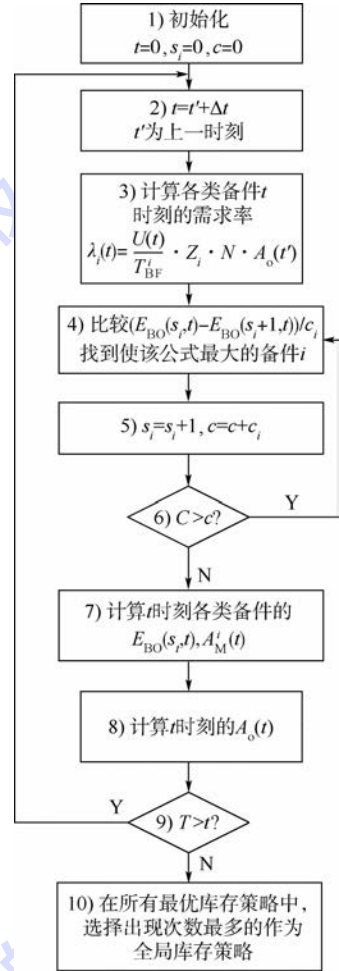 1) 初始化
t=0, s_i=0, c=0
2) t=t′+Δt
t′为上一时刻
3) 计算各类备件t
时刻的需求率
λ_i(t)=U(t)/T_BF^i · Z_i · N · A_o(t′)
4) 比较(E_BO(s_i,t)−E_BO(s_i+1,t))/c_i
找到使该公式最大的备件i
5) s_i=s_i+1, c=c+c_i
6) C>c?
Y
N
7) 计算t时刻各类备件的
E_BO(s_t,t), A_M^i(t)
8) 计算t时刻的A_o(t)
Y
9) T>t?
N
10) 在所有最优库存策略中,
选择出现次数最多的作为
全局库存策略